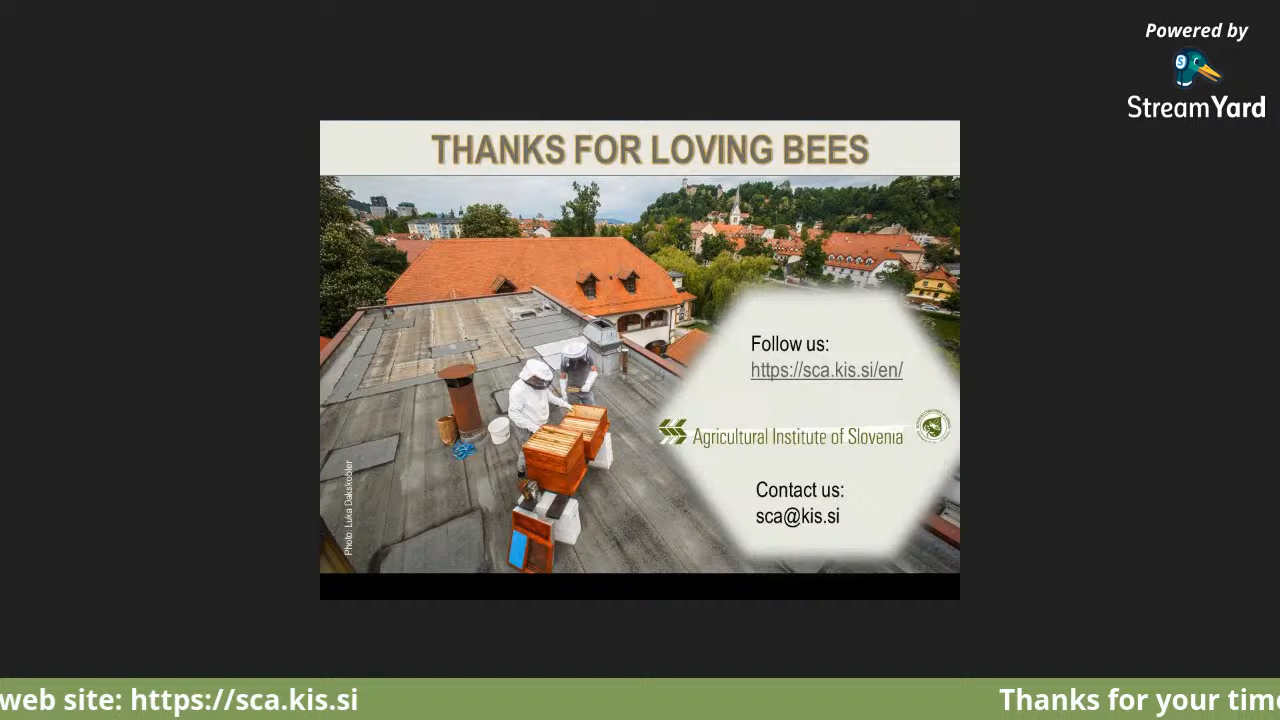 Powered by
StreamYard
THANKS FOR LOVING BEES
Follow us:
https://sca.kis.si/en/
Agricultural Institute of Slovenia
Contact us:
sca@kis.si
Photo: Luka Dakskobler
web site: https://sca.kis.si
Thanks for your time